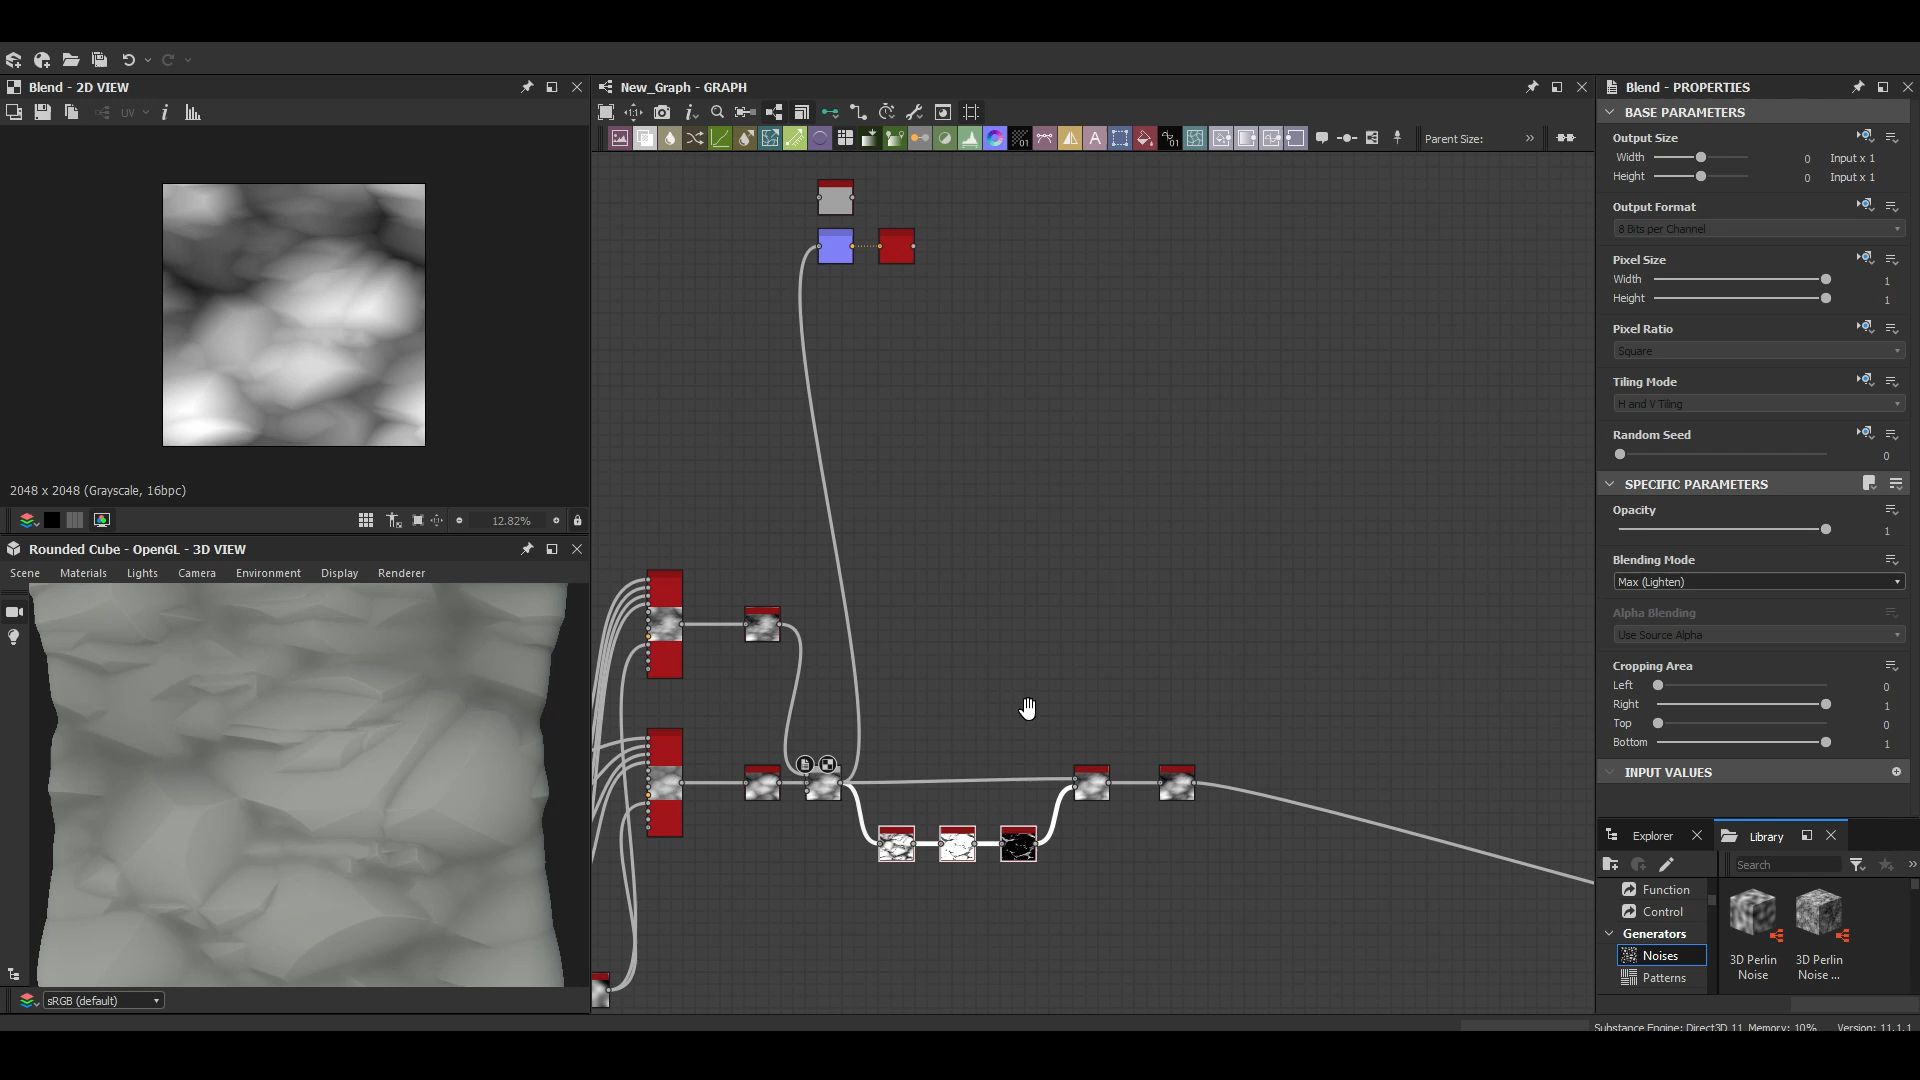 Blend - 2D VIEW
UV
2048 x 2048 (Grayscale, 16bpc)
12.82%
Rounded Cube - OpenGL - 3D VIEW
Scene Materials Lights Camera Environment Display Renderer
sRGB (default)
New_Graph - GRAPH
Parent Size:
Blend - PROPERTIES
BASE PARAMETERS
Output Size
Width 0 Input x 1
Height 0 Input x 1
Output Format
8 Bits per Channel
Pixel Size
Width 1
Height 1
Pixel Ratio
Square
Tiling Mode
H and V Tiling
Random Seed
0
SPECIFIC PARAMETERS
Opacity
1
Blending Mode
Max (Lighten)
Alpha Blending
Use Source Alpha
Cropping Area
Left 0
Right 1
Top 0
Bottom 1
INPUT VALUES
Explorer Library
Search
Function
Control
Generators
Noises
Patterns
3D Perlin Noise
3D Perlin Noise ...
Substance Engine: Direct3D 11 Memory: 10% Version: 11.1.1